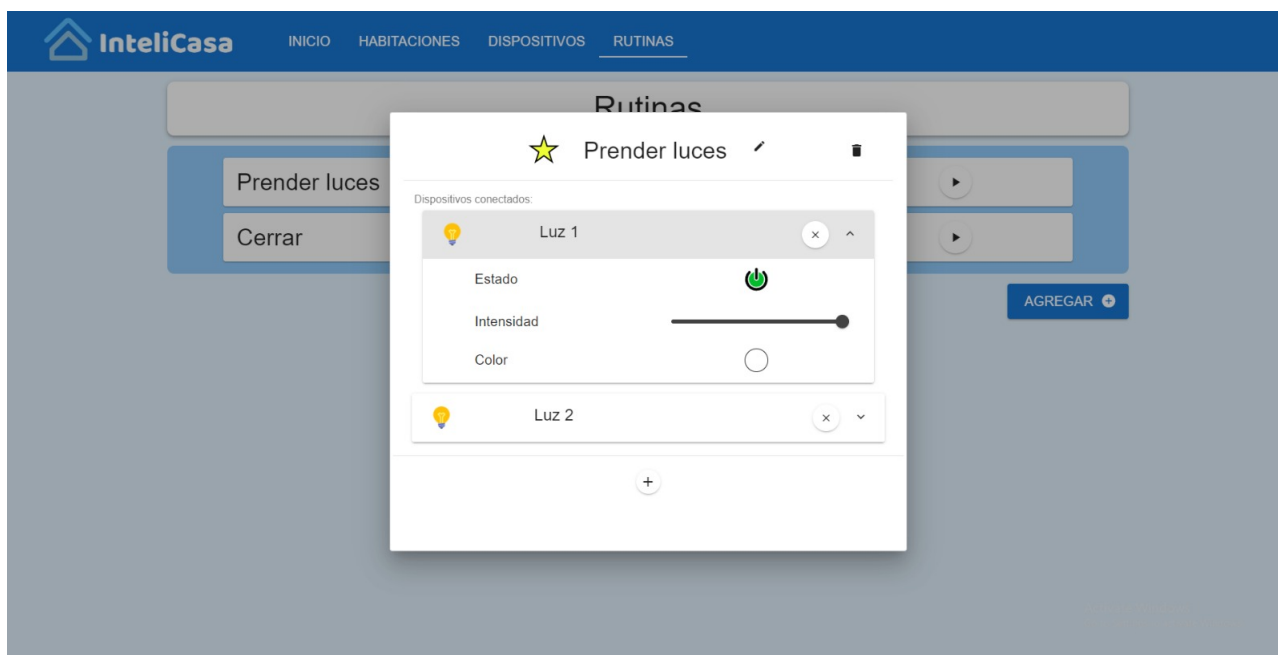 InteliCasa INICIO HABITACIONES DISPOSITIVOS RUTINAS
Rutinas
Prender luces
Dispositivos conectados:
Prender luces
Luz 1
Cerrar
Estado
AGREGAR
Intensidad
Color
Luz 2